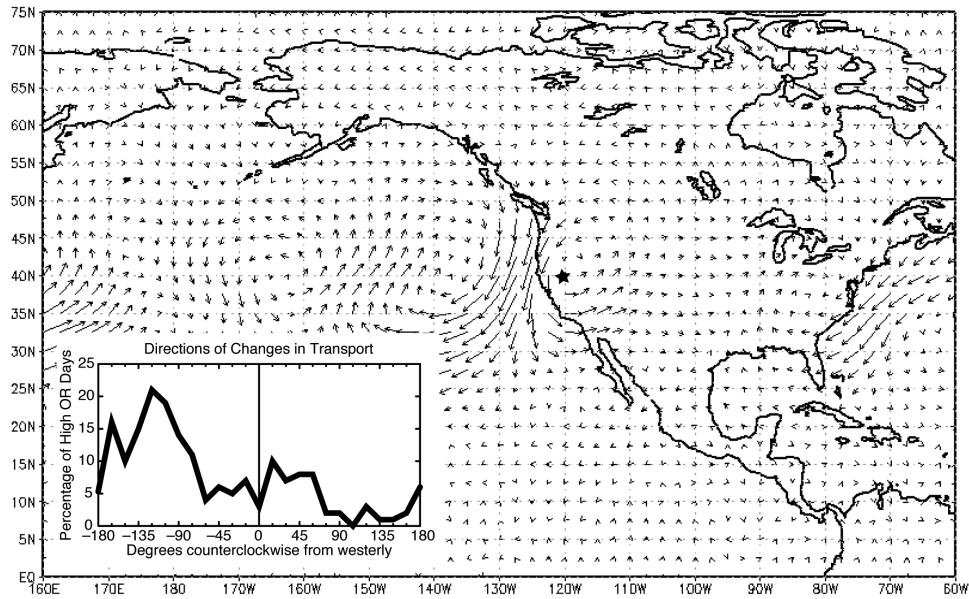 75N
70N
65N
60N
55N
50N
45N
40N
35N
30N
25N
20N
15N
10N
5N
EQ
160E 170E 180 170W 160W 150W 140W 130W 120W 110W 100W 90W 80W 70W 60W
Directions of Changes in Transport
Percentage of High OR Days
25
20
15
10
5
0
−180 −135 −90 −45 0 45 90 135 180
Degrees counterclockwise from westerly